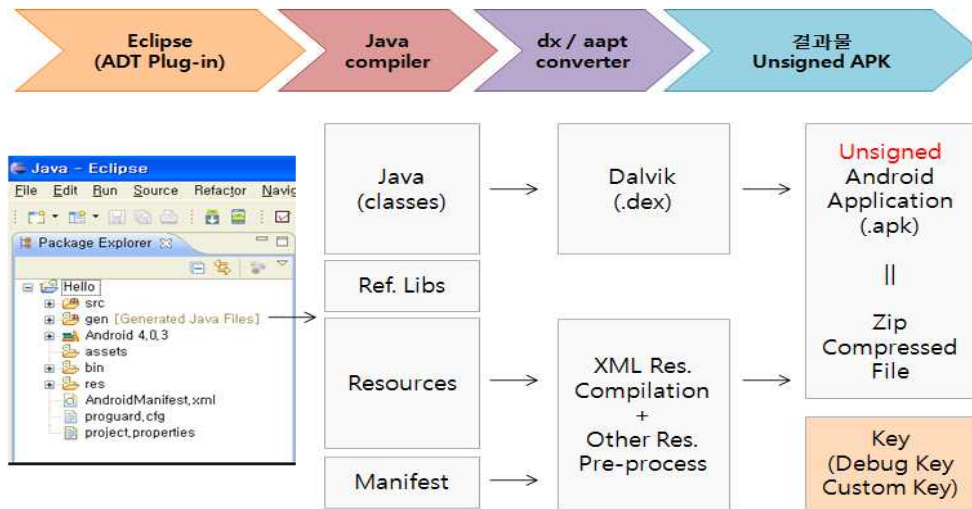 Eclipse
(ADT Plug-in)
Java
compiler
dx / aapt
converter
결과물
Unsigned APK
Java - Eclipse
File Edit Run Source Refactor Navig
Package Explorer
Hello
src
gen [Generated Java Files]
Android 4.0.3
assets
bin
res
AndroidManifest.xml
proguard.cfg
project.properties
Java
(classes)
Ref. Libs
Resources
Manifest
Dalvik
(.dex)
XML Res.
Compilation
+
Other Res.
Pre-process
Unsigned
Android
Application
(.apk)
||
Zip
Compressed
File
Key
(Debug Key
Custom Key)